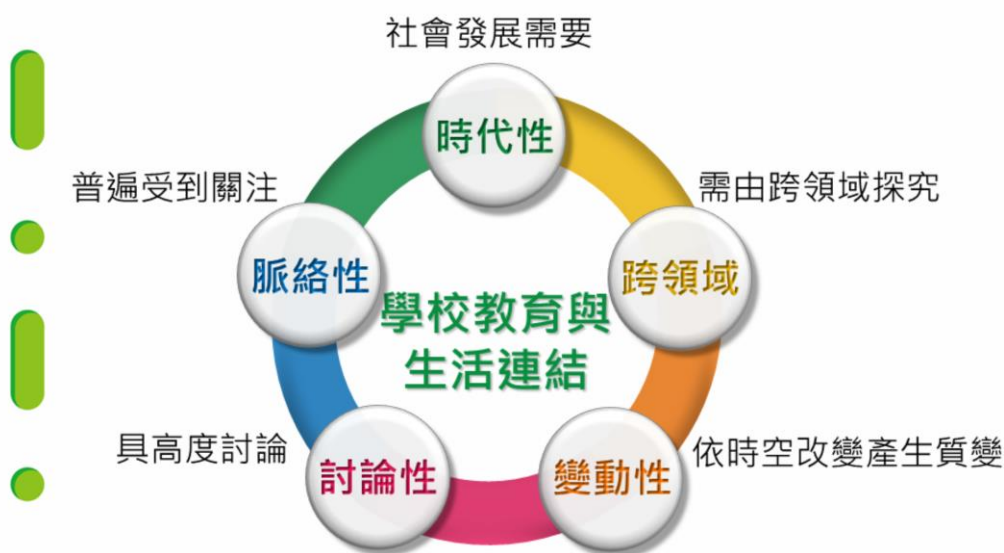 社會發展需要
時代性
普遍受到關注
需由跨領域探究
脈絡性
跨領域
學校教育與
生活連結
具高度討論
討論性
變動性
依時空改變產生質變